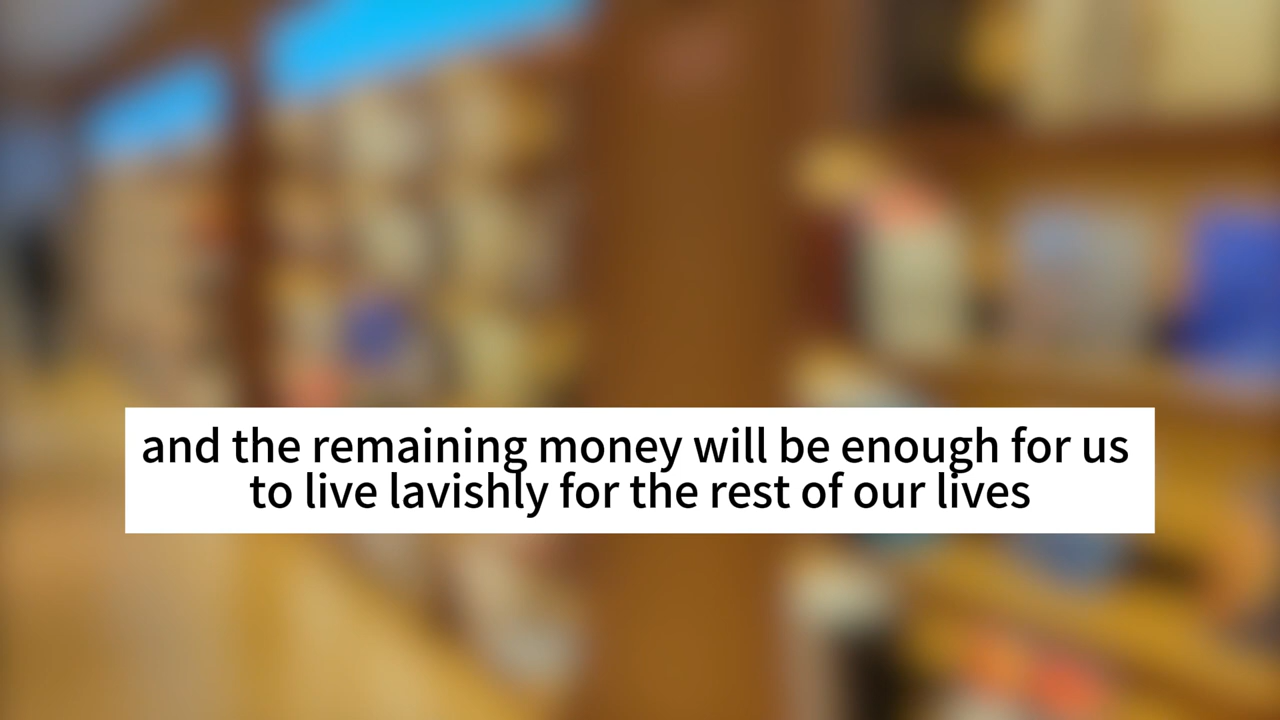 and the remaining money will be enough for us
to live lavishly for the rest of our lives